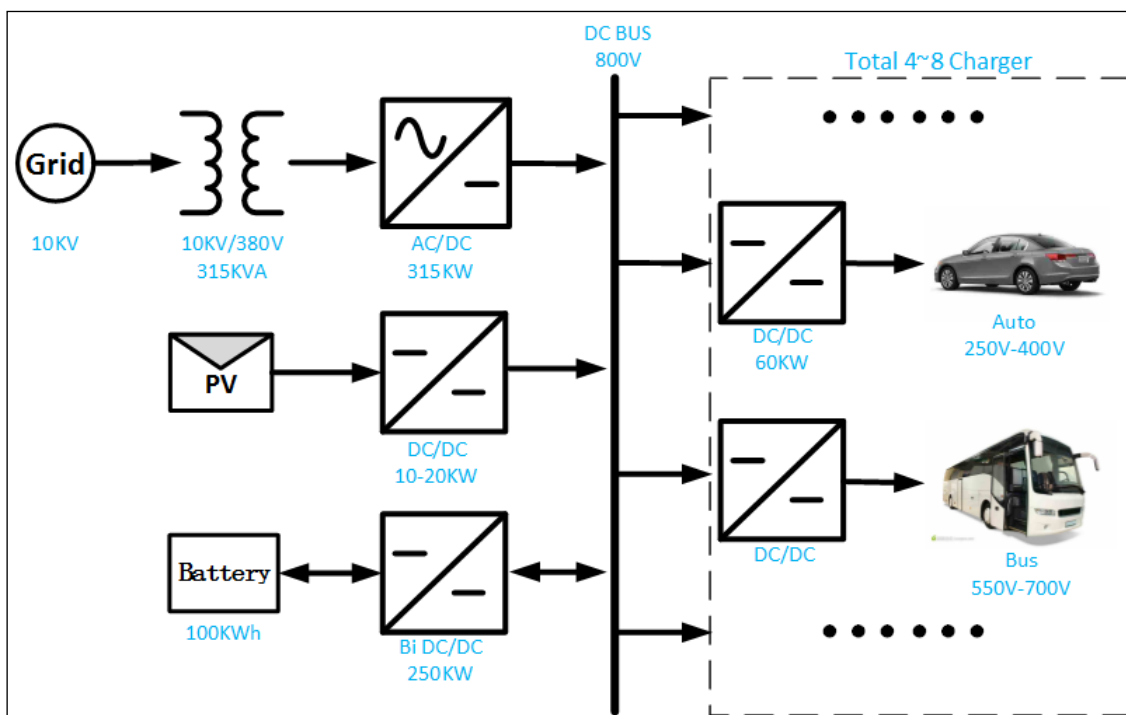 DC BUS
800V
Total 4~8 Charger
Grid
10KV
10KV/380V
315KVA
AC/DC
315KW
DC/DC
60KW
Auto
250V-400V
PV
DC/DC
10-20KW
DC/DC
Bus
550V-700V
Battery
100KWh
Bi DC/DC
250KW